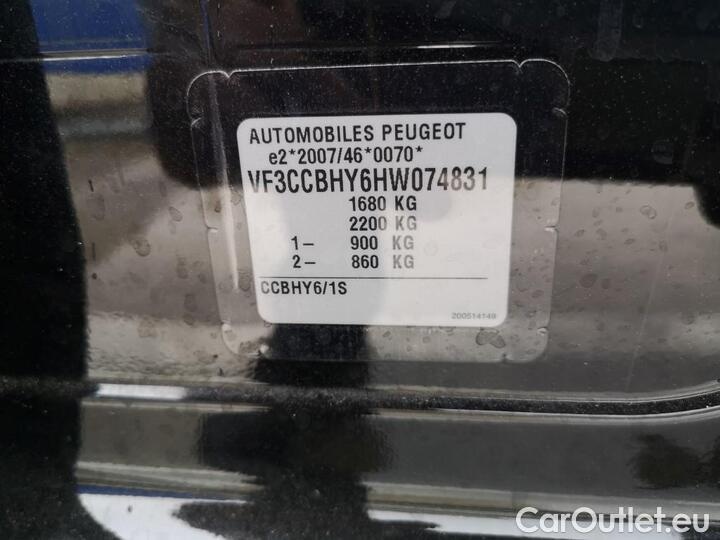 AUTOMOBILES PEUGEOT
e2*2007/46*0070*
VF3CCBHY6HW074831
1680 KG
2200 KG
1- 900 KG
2- 860 KG
CCBHY6/1S
200514149
CarOutlet.eu